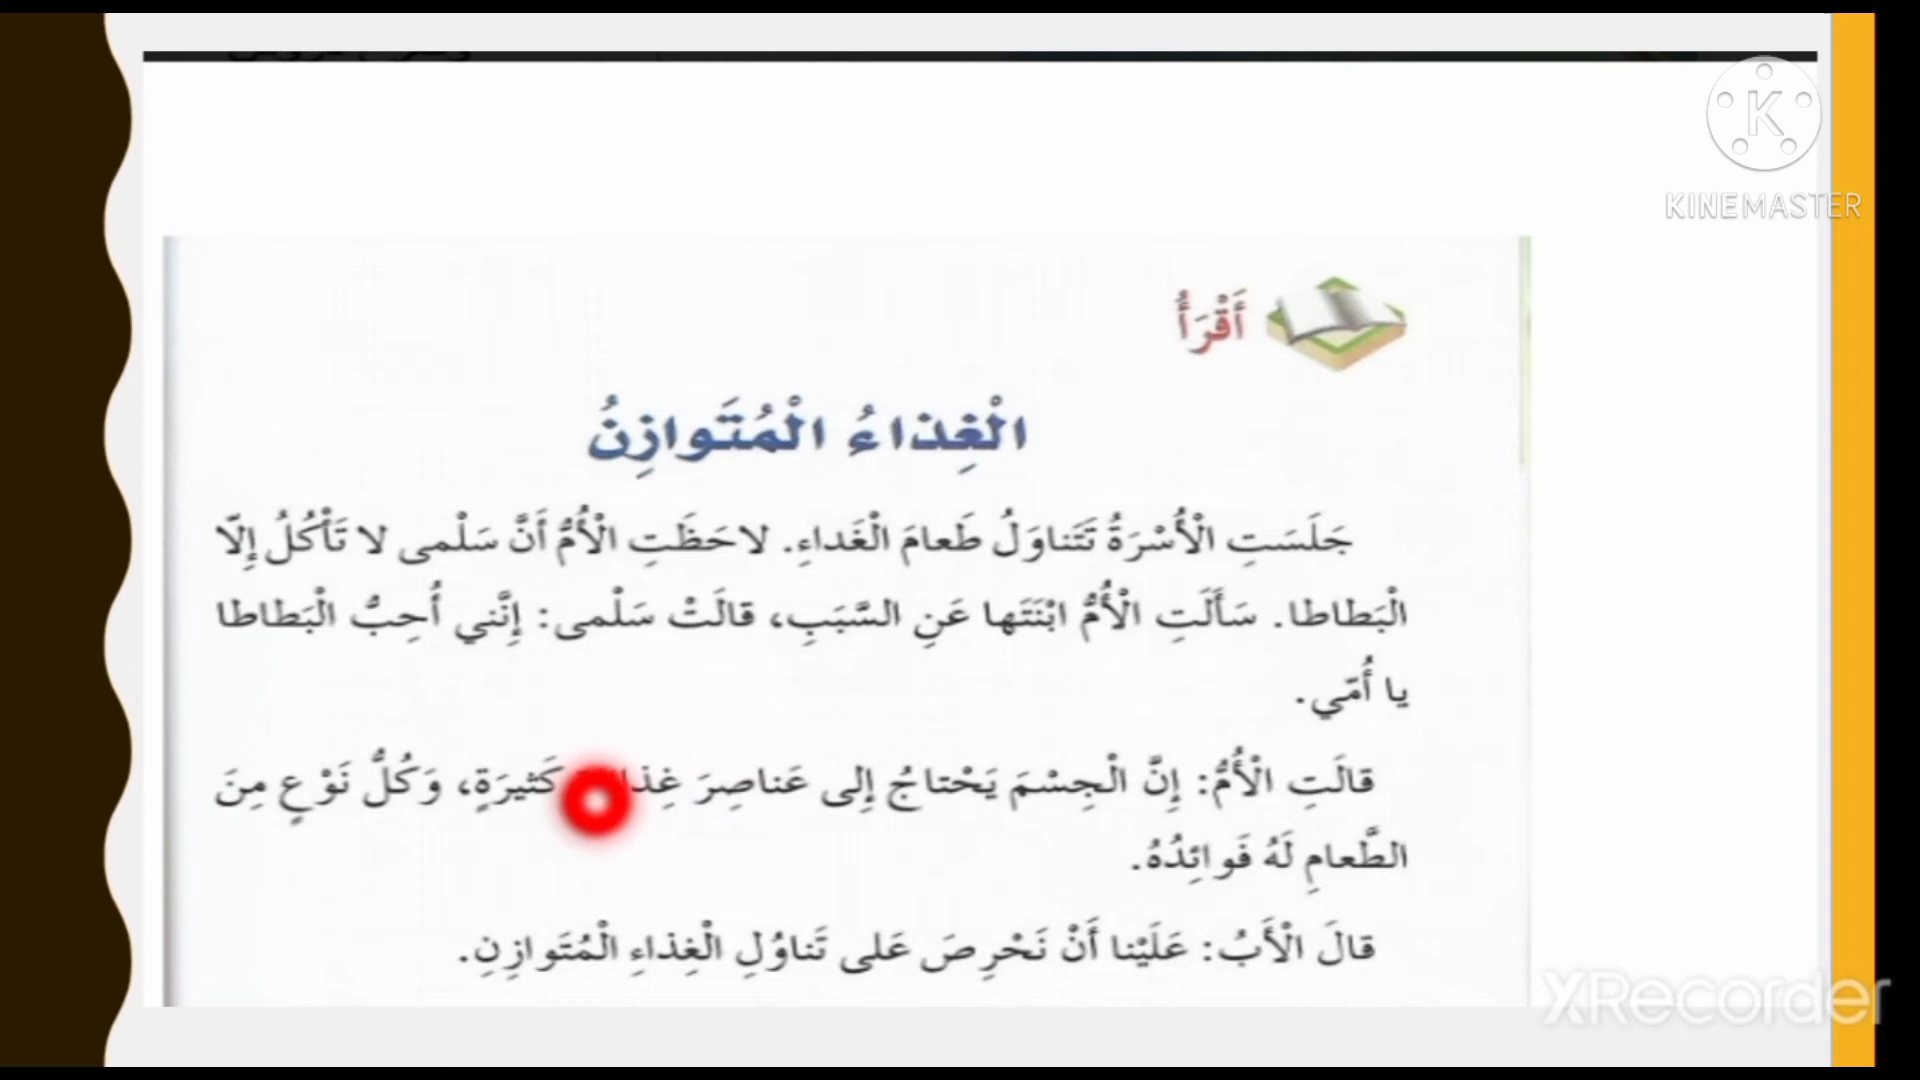 KINEMASTER
أَقْرَأُ
الْغِذاءُ الْمُتَوازِنُ
جَلَسَتِ الْأُسْرَةُ تَتَناوَلُ طَعامَ الْغَداءِ. لاحَظَتِ الْأُمُّ أَنَّ سَلْمى لا تَأْكُلُ إِلّا
الْبَطاطا. سَأَلَتِ الْأُمُّ ابْنَتَها عَنِ السَّبَبِ، قالَتْ سَلْمى: إِنَّني أُحِبُّ الْبَطاطا
يا أُمّي.
قالَتِ الْأُمُّ: إِنَّ الْجِسْمَ يَحْتاجُ إِلى عَناصِرَ كَثيرَةٍ، وَكُلُّ نَوْعٍ مِنَ
الطَّعامِ لَهُ فَوائِدُهُ.
قالَ الْأَبُ: عَلَيْنا أَنْ نَحْرِصَ عَلى تَناوُلِ الْغِذاءِ الْمُتَوازِنِ.
XRecorder